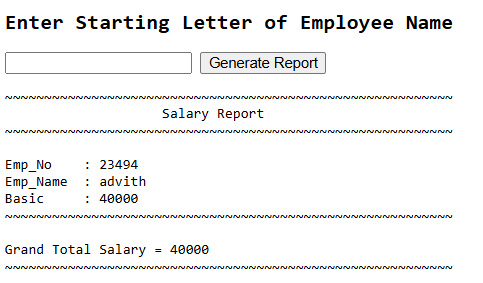 Enter Starting Letter of Employee Name
Generate Report
~~~~~~~~~~~~~~~~~~~~~~~~~~~~~~~~~~~~~~~~~~~~~~~~~~~~~~~~~
Salary Report
~~~~~~~~~~~~~~~~~~~~~~~~~~~~~~~~~~~~~~~~~~~~~~~~~~~~~~~~~
Emp_No    : 23494
Emp_Name  : advith
Basic     : 40000
~~~~~~~~~~~~~~~~~~~~~~~~~~~~~~~~~~~~~~~~~~~~~~~~~~~~~~~~~
Grand Total Salary = 40000
~~~~~~~~~~~~~~~~~~~~~~~~~~~~~~~~~~~~~~~~~~~~~~~~~~~~~~~~~